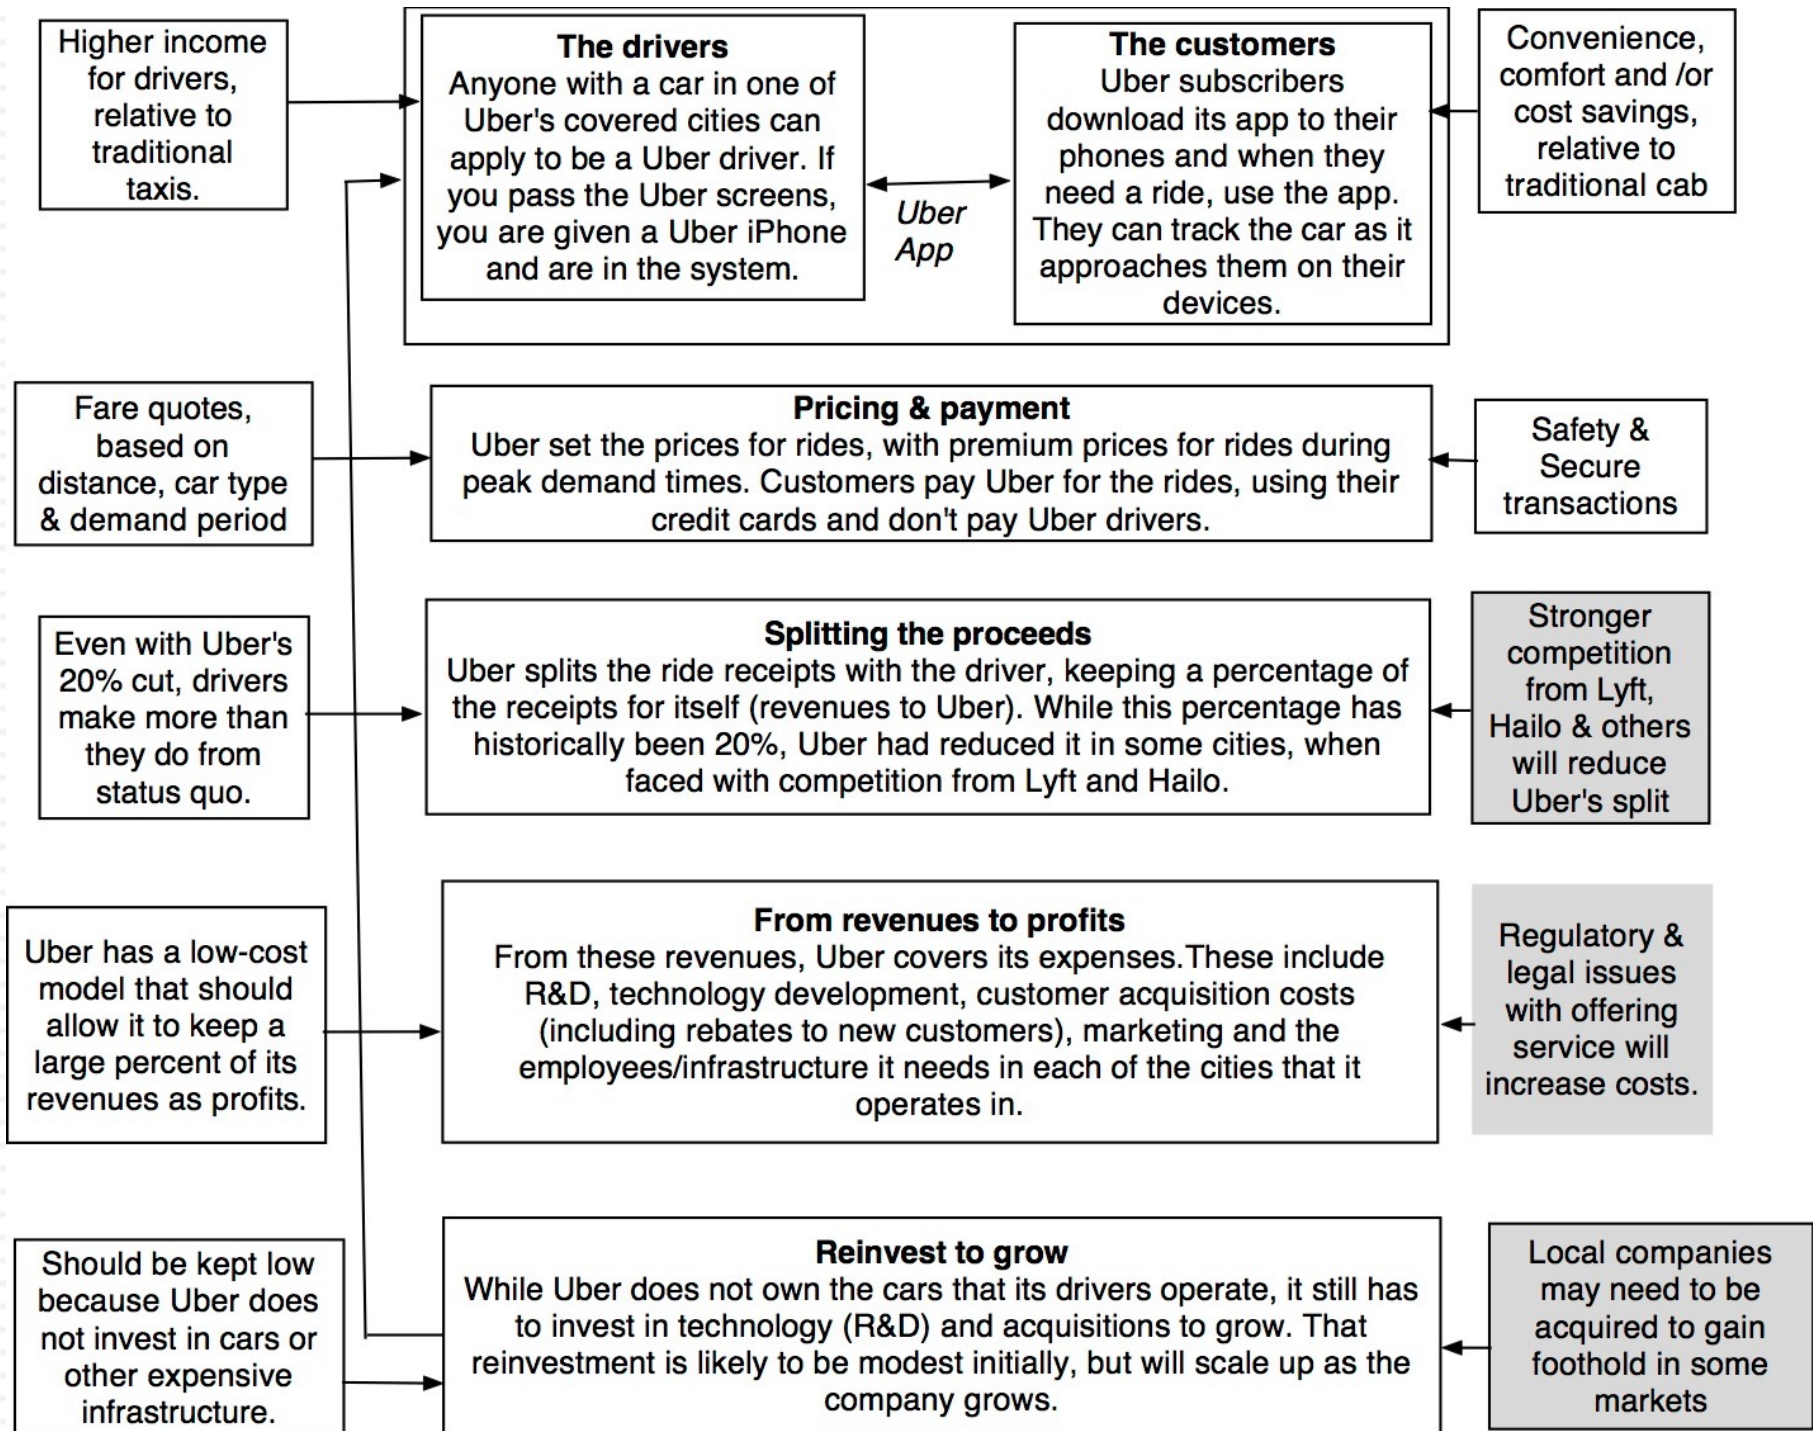 Higher income
for drivers,
relative to
traditional
taxis.
The drivers
Anyone with a car in one of
Uber's covered cities can
apply to be a Uber driver. If
you pass the Uber screens,
you are given a Uber iPhone
and are in the system.
Uber
App
The customers
Uber subscribers
download its app to their
phones and when they
need a ride, use the app.
They can track the car as it
approaches them on their
devices.
Convenience,
comfort and /or
cost savings,
relative to
traditional cab
Fare quotes,
based on
distance, car type
& demand period
Pricing & payment
Uber set the prices for rides, with premium prices for rides during
peak demand times. Customers pay Uber for the rides, using their
credit cards and don't pay Uber drivers.
Safety &
Secure
transactions
Even with Uber's
20% cut, drivers
make more than
they do from
status quo.
Splitting the proceeds
Uber splits the ride receipts with the driver, keeping a percentage of
the receipts for itself (revenues to Uber). While this percentage has
historically been 20%, Uber had reduced it in some cities, when
faced with competition from Lyft and Hailo.
Stronger
competition
from Lyft,
Hailo & others
will reduce
Uber's split
Uber has a low-cost
model that should
allow it to keep a
large percent of its
revenues as profits.
From revenues to profits
From these revenues, Uber covers its expenses.These include
R&D, technology development, customer acquisition costs
(including rebates to new customers), marketing and the
employees/infrastructure it needs in each of the cities that it
operates in.
Regulatory &
legal issues
with offering
service will
increase costs.
Should be kept low
because Uber does
not invest in cars or
other expensive
infrastructure.
Reinvest to grow
While Uber does not own the cars that its drivers operate, it still has
to invest in technology (R&D) and acquisitions to grow. That
reinvestment is likely to be modest initially, but will scale up as the
company grows.
Local companies
may need to be
acquired to gain
foothold in some
markets